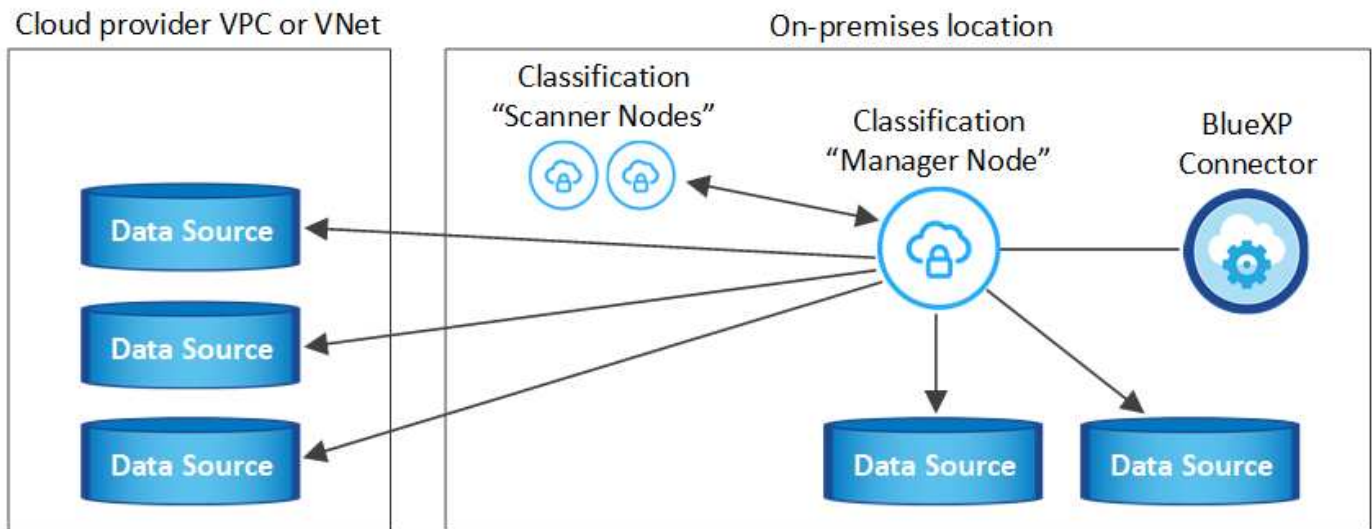 Cloud provider VPC or VNet
On-premises location
Classification
“Scanner Nodes”
Classification
“Manager Node”
BlueXP
Connector
Data Source
Data Source
Data Source
Data Source
Data Source